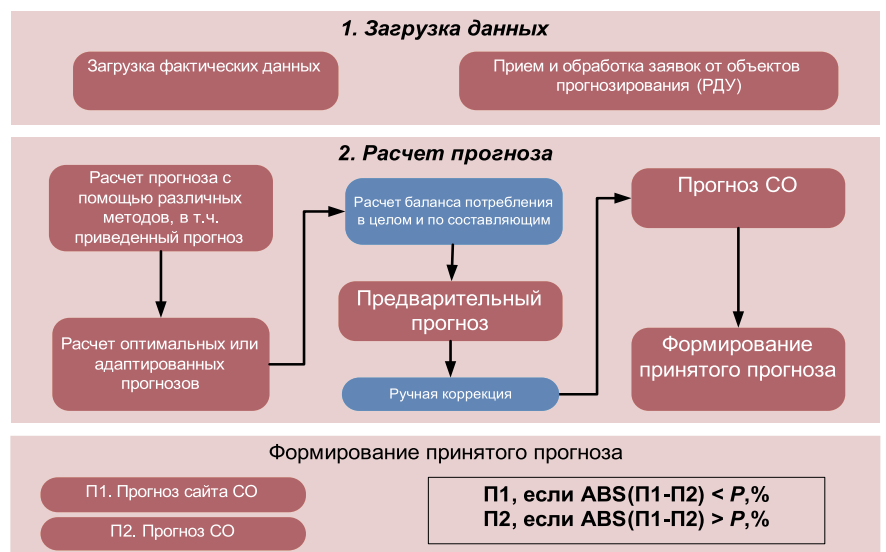 1. Загрузка данных
Загрузка фактических данных
Прием и обработка заявок от объектов
прогнозирования (РДУ)
2. Расчет прогноза
Расчет прогноза с
помощью различных
методов, в т.ч.
приведенный прогноз
Расчет оптимальных или
адаптированных
прогнозов
Расчет баланса потребления
в целом и по составляющим
Предварительный
прогноз
Ручная коррекция
Прогноз СО
Формирование
принятого прогноза
Формирование принятого прогноза
П1. Прогноз сайта СО
П2. Прогноз СО
П1, если ABS(П1-П2) < P,%
П2, если ABS(П1-П2) > P,%